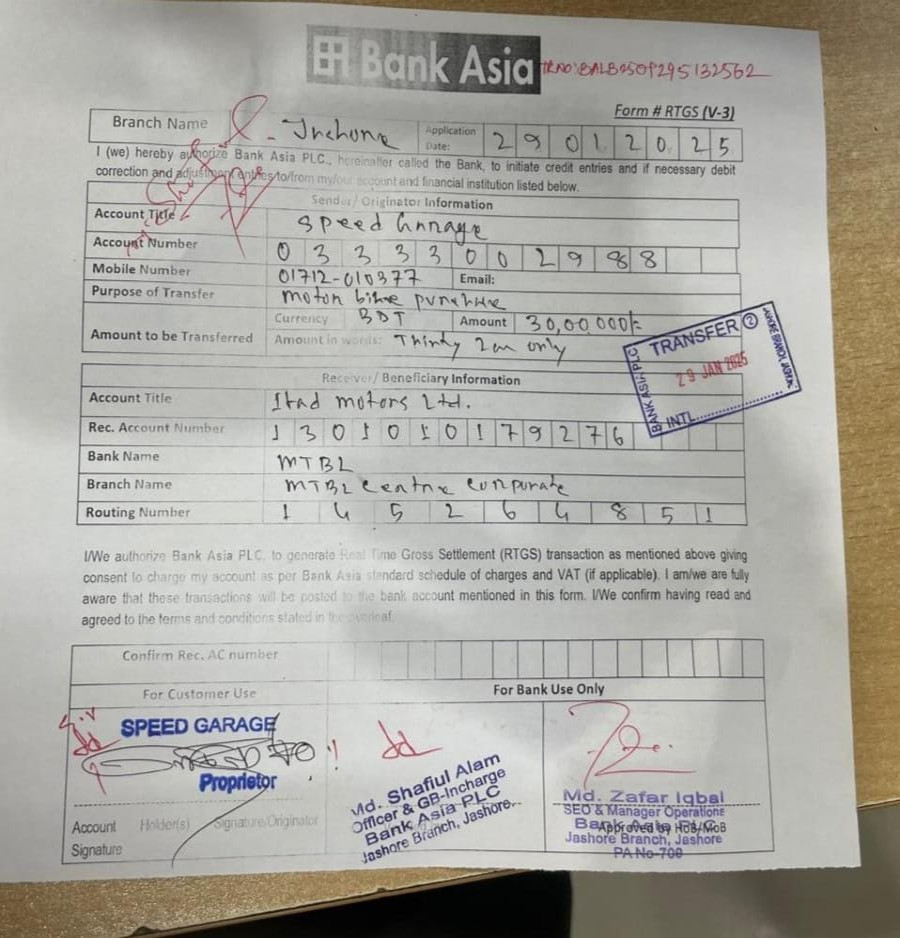 Bank Asia
TRNO:BALB2501295132562
Form # RTGS (V-3)
Branch Name Jashore Application Date: 2 9 0 1 2 0 2 5
I (we) hereby authorize Bank Asia PLC., hereinafter called the Bank, to initiate credit entries and if necessary debit
correction and adjustment entries to/from my/our account and financial institution listed below.
Sender/ Originator Information
Account Title Speed Garage
Account Number 0 3 3 3 3 0 0 2 9 8 8
Mobile Number 01712-010377 Email:
Purpose of Transfer Motor bike purchase
Currency BDT Amount 30,00000/-
Amount to be Transferred Amount in words: Thirty Lac only
TRANSFER 2
BANK ASIA PLC
29 JAN 2025
INTL
Receiver/ Beneficiary Information
Account Title Ifad Motors Ltd.
Rec. Account Number 1 3 0 1 0 1 0 1 7 9 2 7 6
Bank Name MTBL
Branch Name MTBL Centre Corporate
Routing Number 1 4 5 2 6 4 8 5 1
I/We authorize Bank Asia PLC. to generate Real Time Gross Settlement (RTGS) transaction as mentioned above giving
consent to charge my account as per Bank Asia standard schedule of charges and VAT (if applicable). I am/we are fully
aware that these transactions will be posted to the bank account mentioned in this form. I/We confirm having read and
agreed to the terms and conditions stated in the overleaf.
Confirm Rec. AC number
For Customer Use
For Bank Use Only
SPEED GARAGE
Proprietor
Account Holder(s) Signature/Originator
Signature
Md. Shafiul Alam
Officer & GB-Incharge
Bank Asia PLC
Jashore Branch, Jashore.
Md. Zafar Iqbal
SEO & Manager Operations
Approved by HOB/MoB
Jashore Branch, Jashore
PA No-700